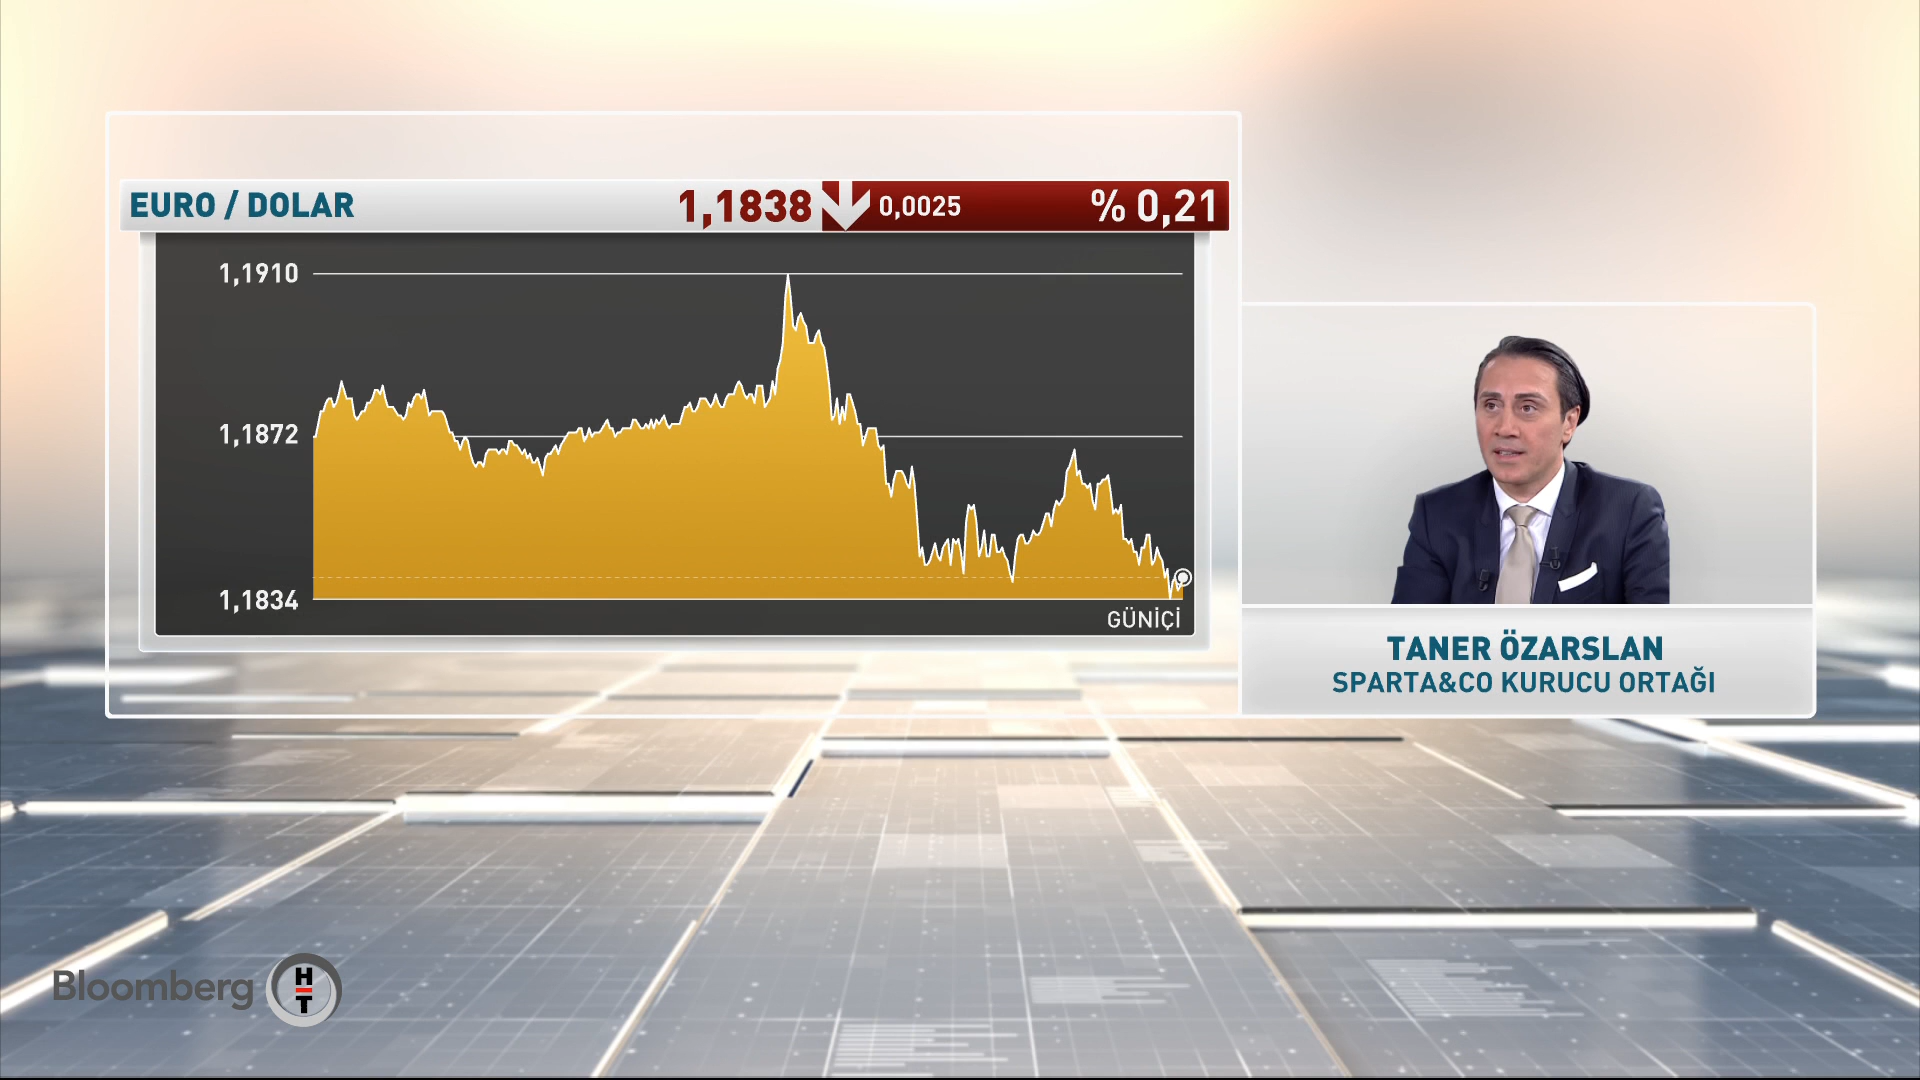 EURO / DOLAR 1,1838 0,0025 % 0,21
1,1910
1,1872
1,1834
GÜNİÇİ
TANER ÖZARSLAN
SPARTA&CO KURUCU ORTAĞI
Bloomberg HT